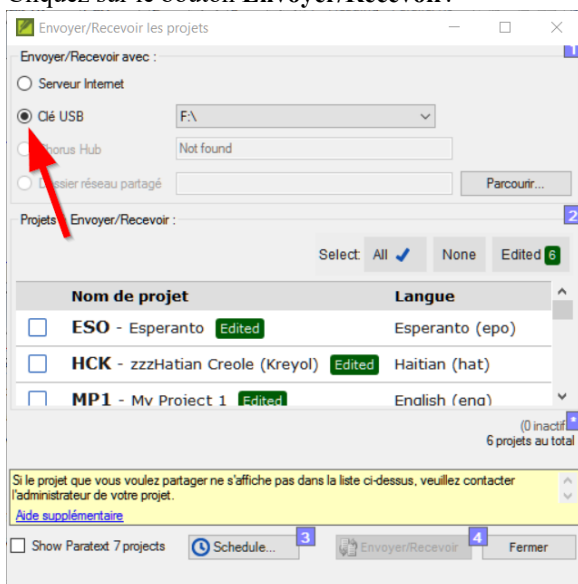 Cliquez sur le bouton Envoyer/Recevoir.
Envoyer/Recevoir les projets
Envoyer/Recevoir avec :
1
Serveur Internet
Clé USB F:\
Chorus Hub Not found
Dossier réseau partagé Parcourir...
Projets Envoyer/Recevoir :
2
Select: All None Edited 6
Nom de projet Langue
ESO - Esperanto Edited Esperanto (epo)
HCK - zzzHatian Creole (Kreyol) Edited Haitian (hat)
MP1 - My Project 1 Edited English (eng)
(0 inactif
*
6 projets au total
Si le projet que vous voulez partager ne s'affiche pas dans la liste ci-dessus, veuillez contacter
l'administrateur de votre projet.
Aide supplémentaire
Show Paratext 7 projects Schedule... 3 Envoyer/Recevoir 4 Fermer